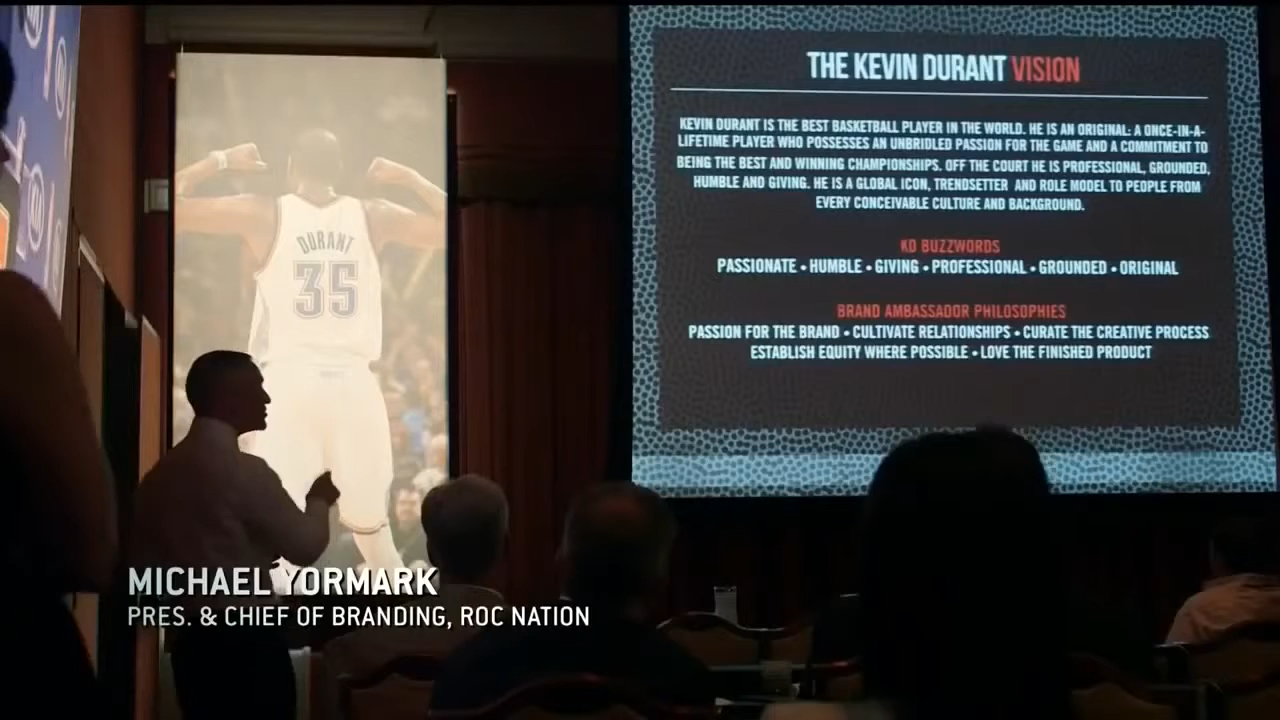 THE KEVIN DURANT VISION
KEVIN DURANT IS THE BEST BASKETBALL PLAYER IN THE WORLD. HE IS AN ORIGINAL: A ONCE-IN-A-
LIFETIME PLAYER WHO POSSESSES AN UNBRIDLED PASSION FOR THE GAME AND A COMMITMENT TO
BEING THE BEST AND WINNING CHAMPIONSHIPS. OFF THE COURT HE IS PROFESSIONAL, GROUNDED,
HUMBLE AND GIVING. HE IS A GLOBAL ICON, TRENDSETTER AND ROLE MODEL TO PEOPLE FROM
EVERY CONCEIVABLE CULTURE AND BACKGROUND.
KD BUZZWORDS
PASSIONATE • HUMBLE • GIVING • PROFESSIONAL • GROUNDED • ORIGINAL
BRAND AMBASSADOR PHILOSOPHIES
PASSION FOR THE BRAND • CULTIVATE RELATIONSHIPS • CURATE THE CREATIVE PROCESS
ESTABLISH EQUITY WHERE POSSIBLE • LOVE THE FINISHED PRODUCT
DURANT
35
KIA
MICHAEL YORMARK
PRES. & CHIEF OF BRANDING, ROC NATION